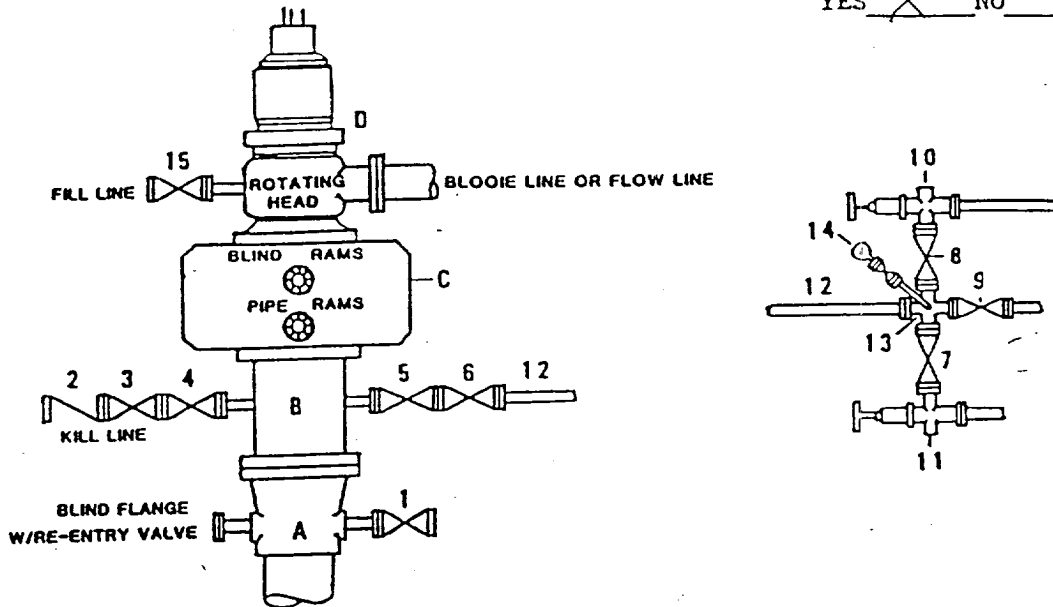 YES X NO
D
15
10
FILL LINE
ROTATING
HEAD
BLOOIE LINE OR FLOW LINE
14
8
BLIND RAMS
C
PIPE RAMS
12
9
13
7
2 3 4
5 6 12
B
KILL LINE
11
BLIND FLANGE
W/RE-ENTRY VALVE
1
A